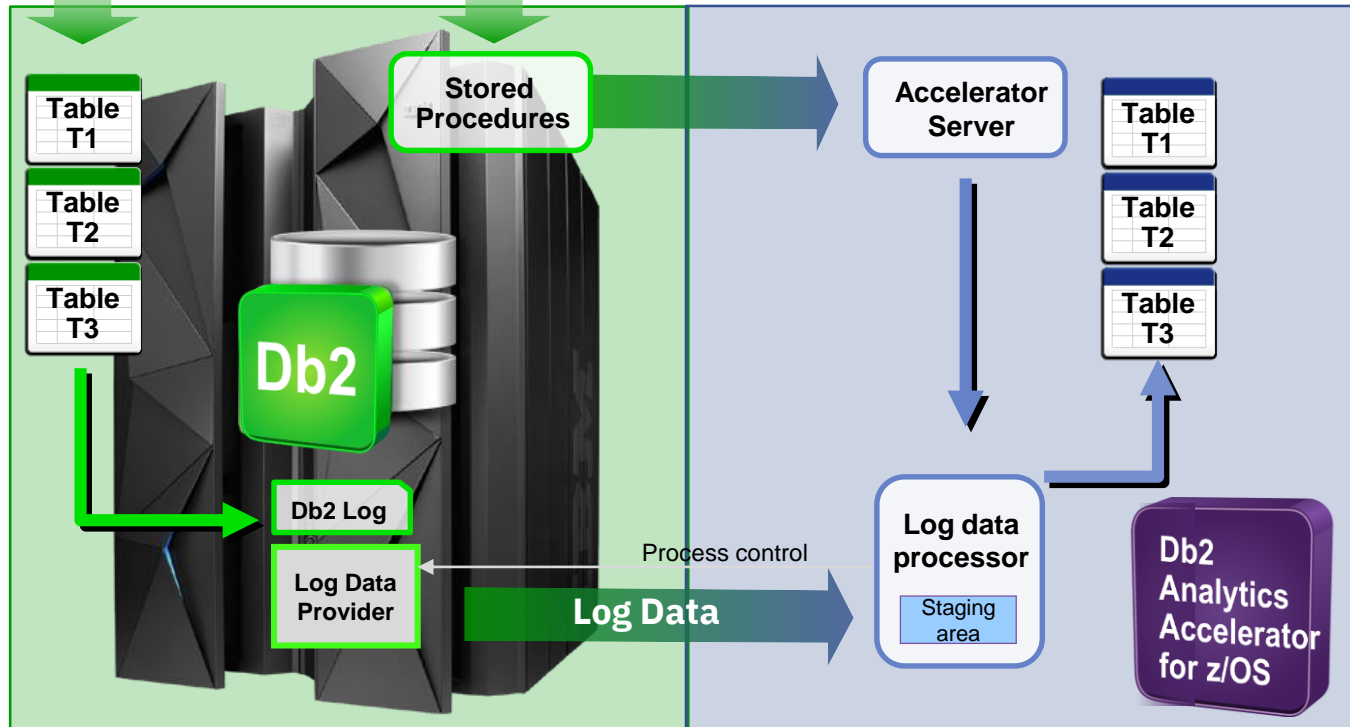 Table
T1
Table
T2
Table
T3
Stored
Procedures
Db2
Db2 Log
Log Data
Provider
Process control
Log Data
Accelerator
Server
Log data
processor
Staging
area
Table
T1
Table
T2
Table
T3
Db2
Analytics
Accelerator
for z/OS